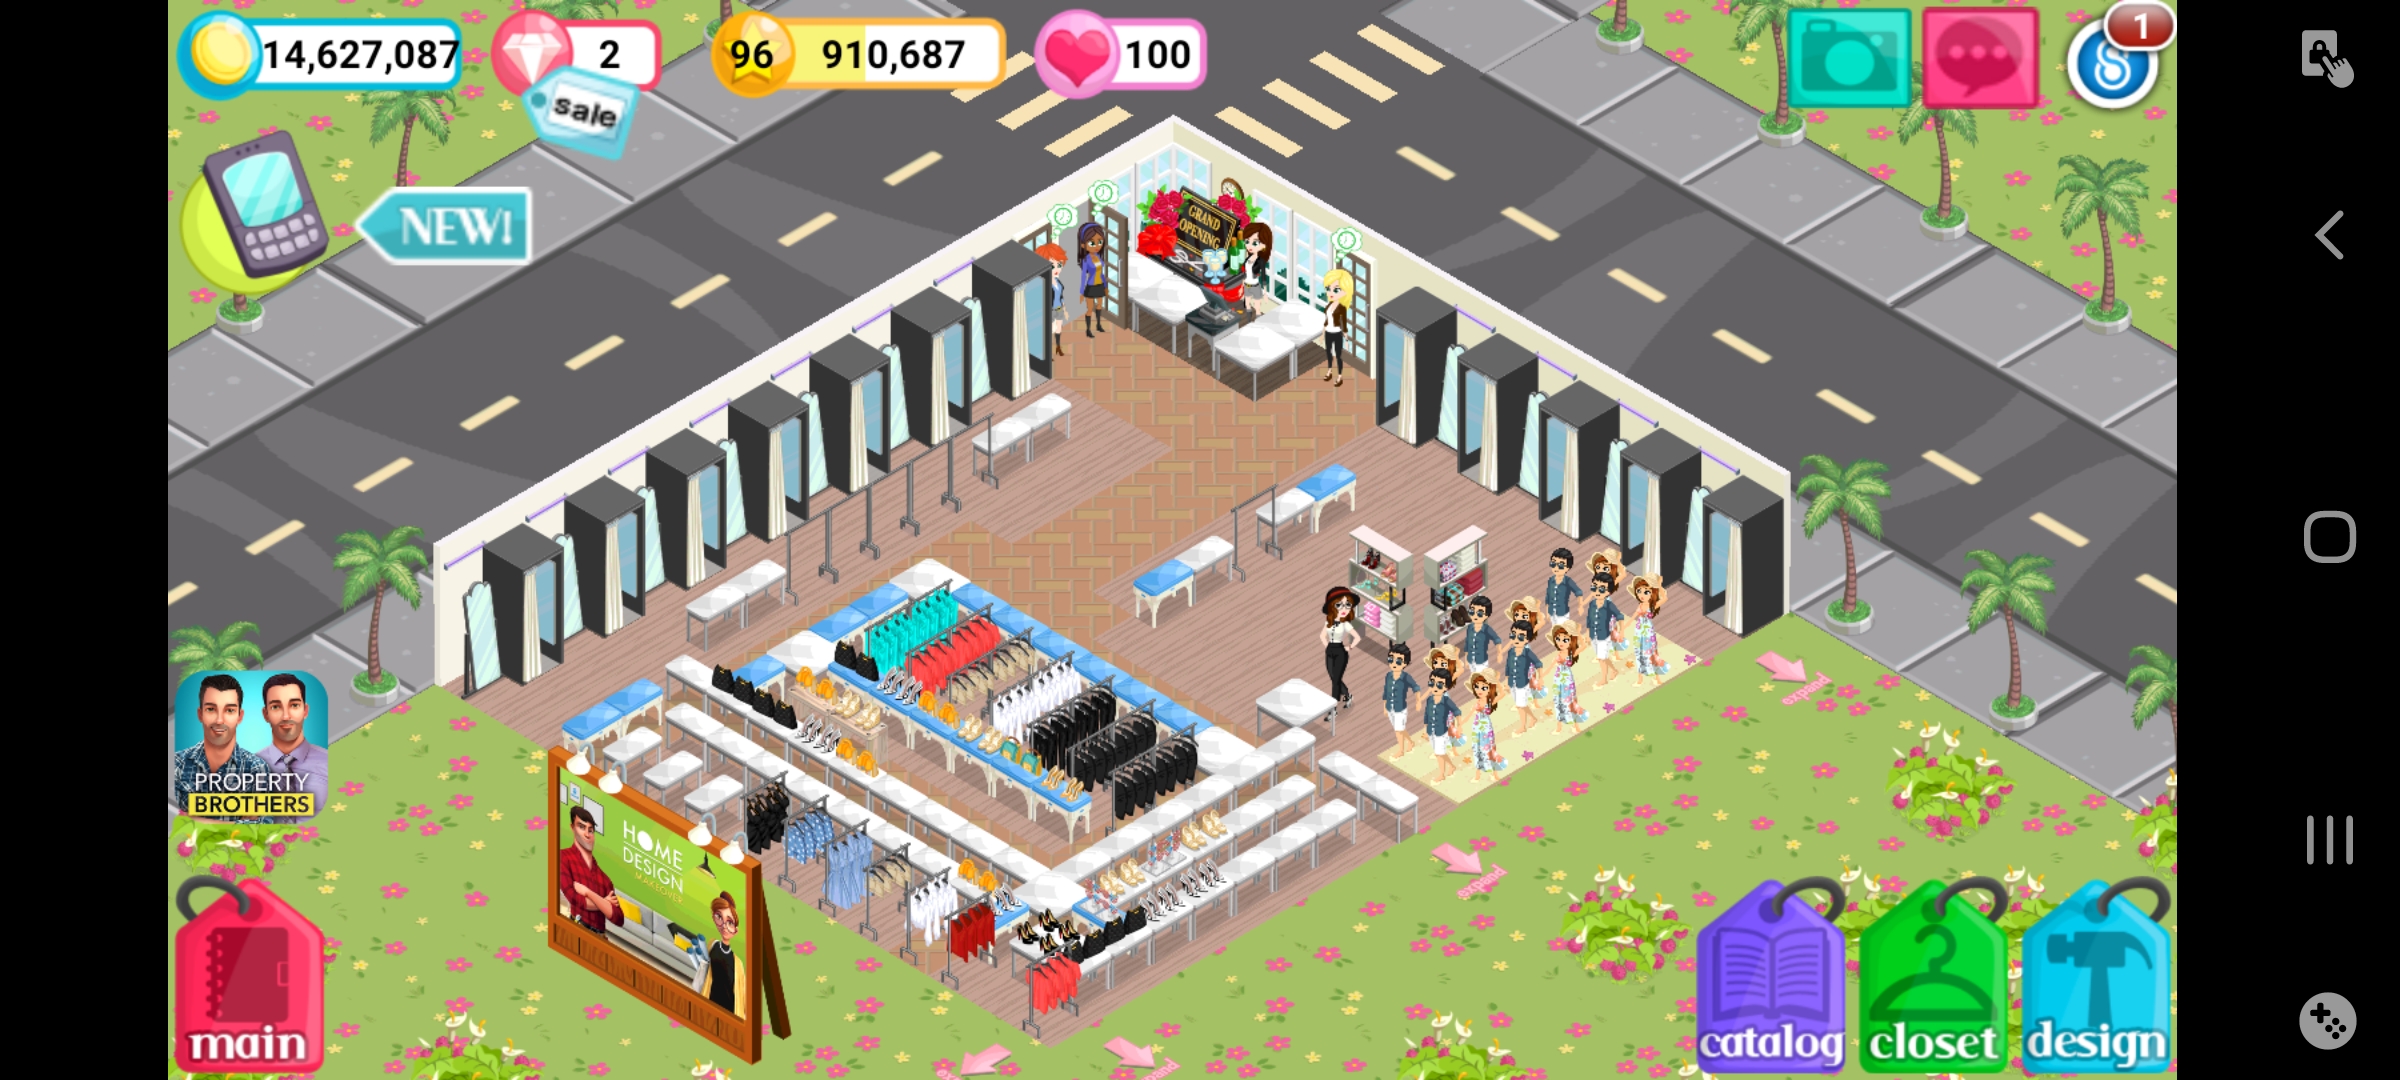 14,627,087
2
96
910,687
100
1
sale
NEW!
GRAND
OPENING
PROPERTY
BROTHERS
HOME
DESIGN
MAKEOVER
expand
expand
expand
main
catalog
closet
design